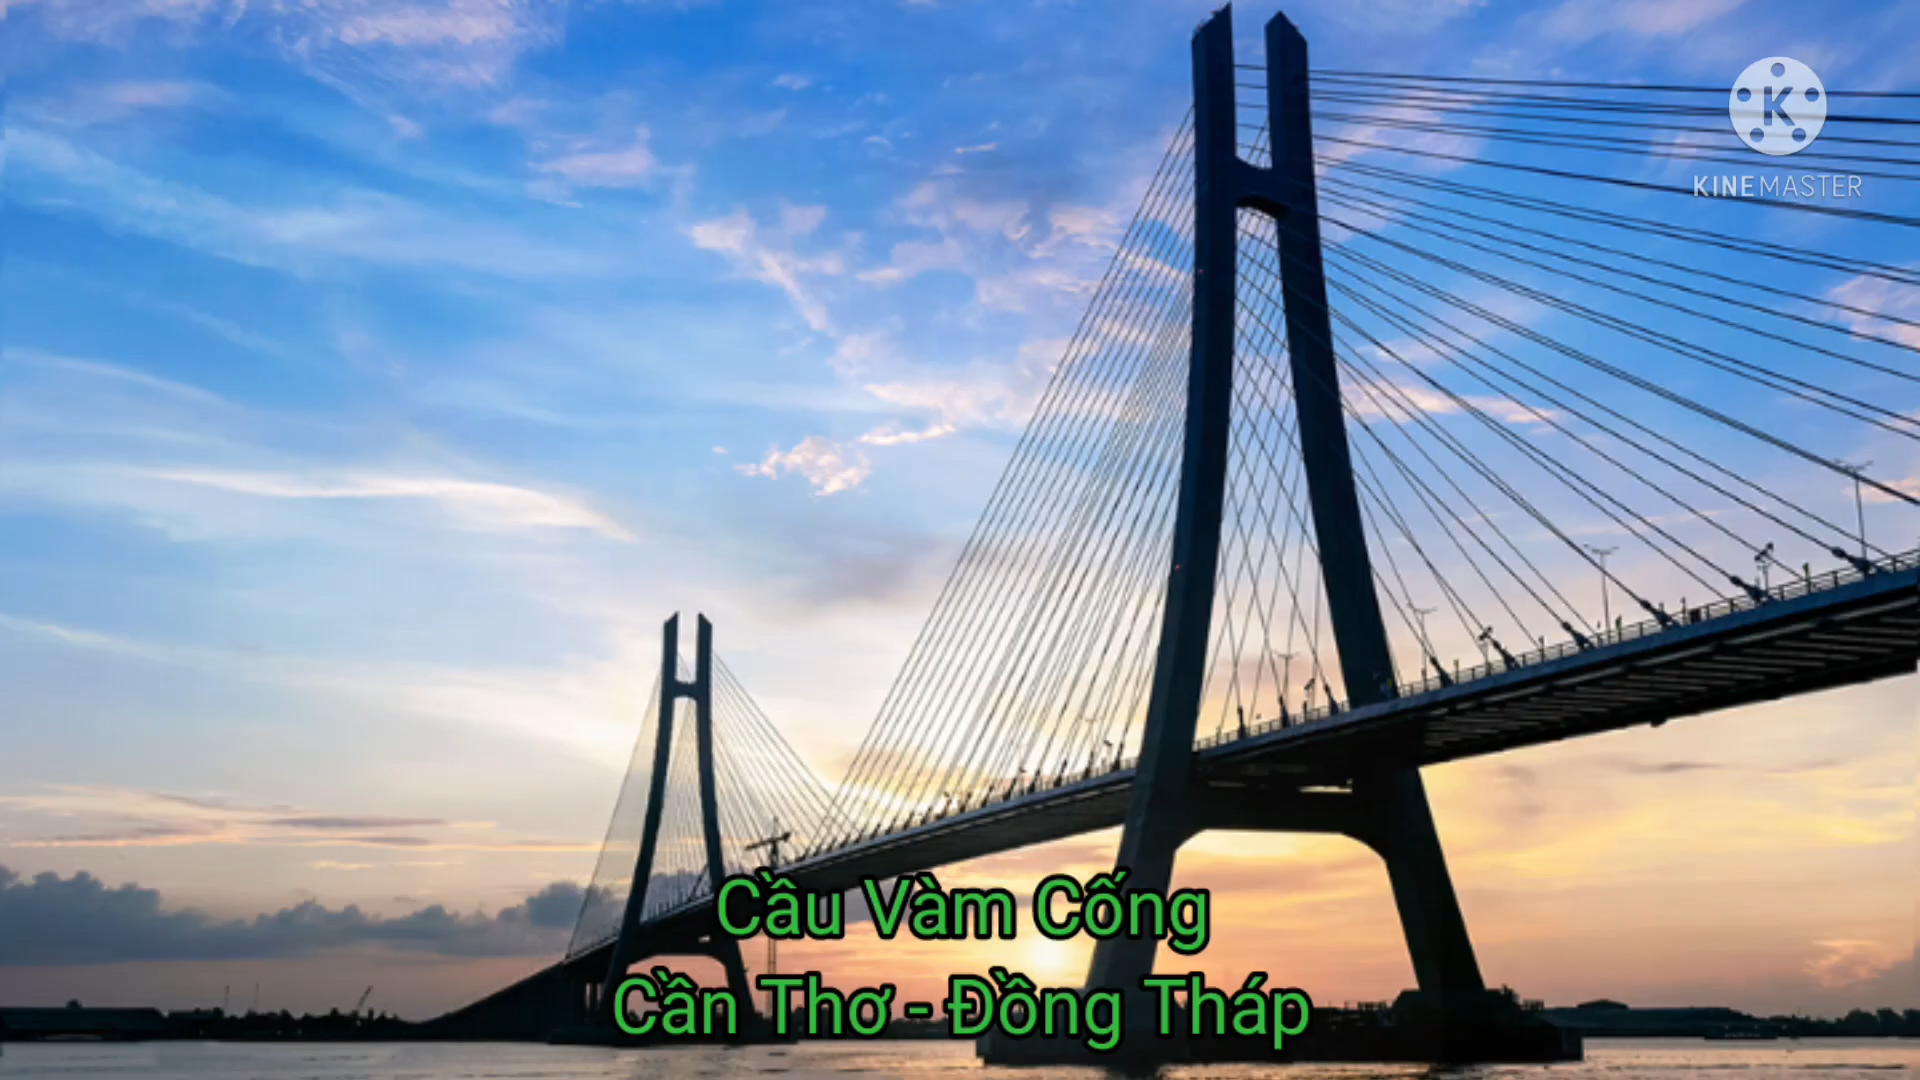 K
KINEMASTER
Cầu Vàm Cống
Cần Thơ - Đồng Tháp